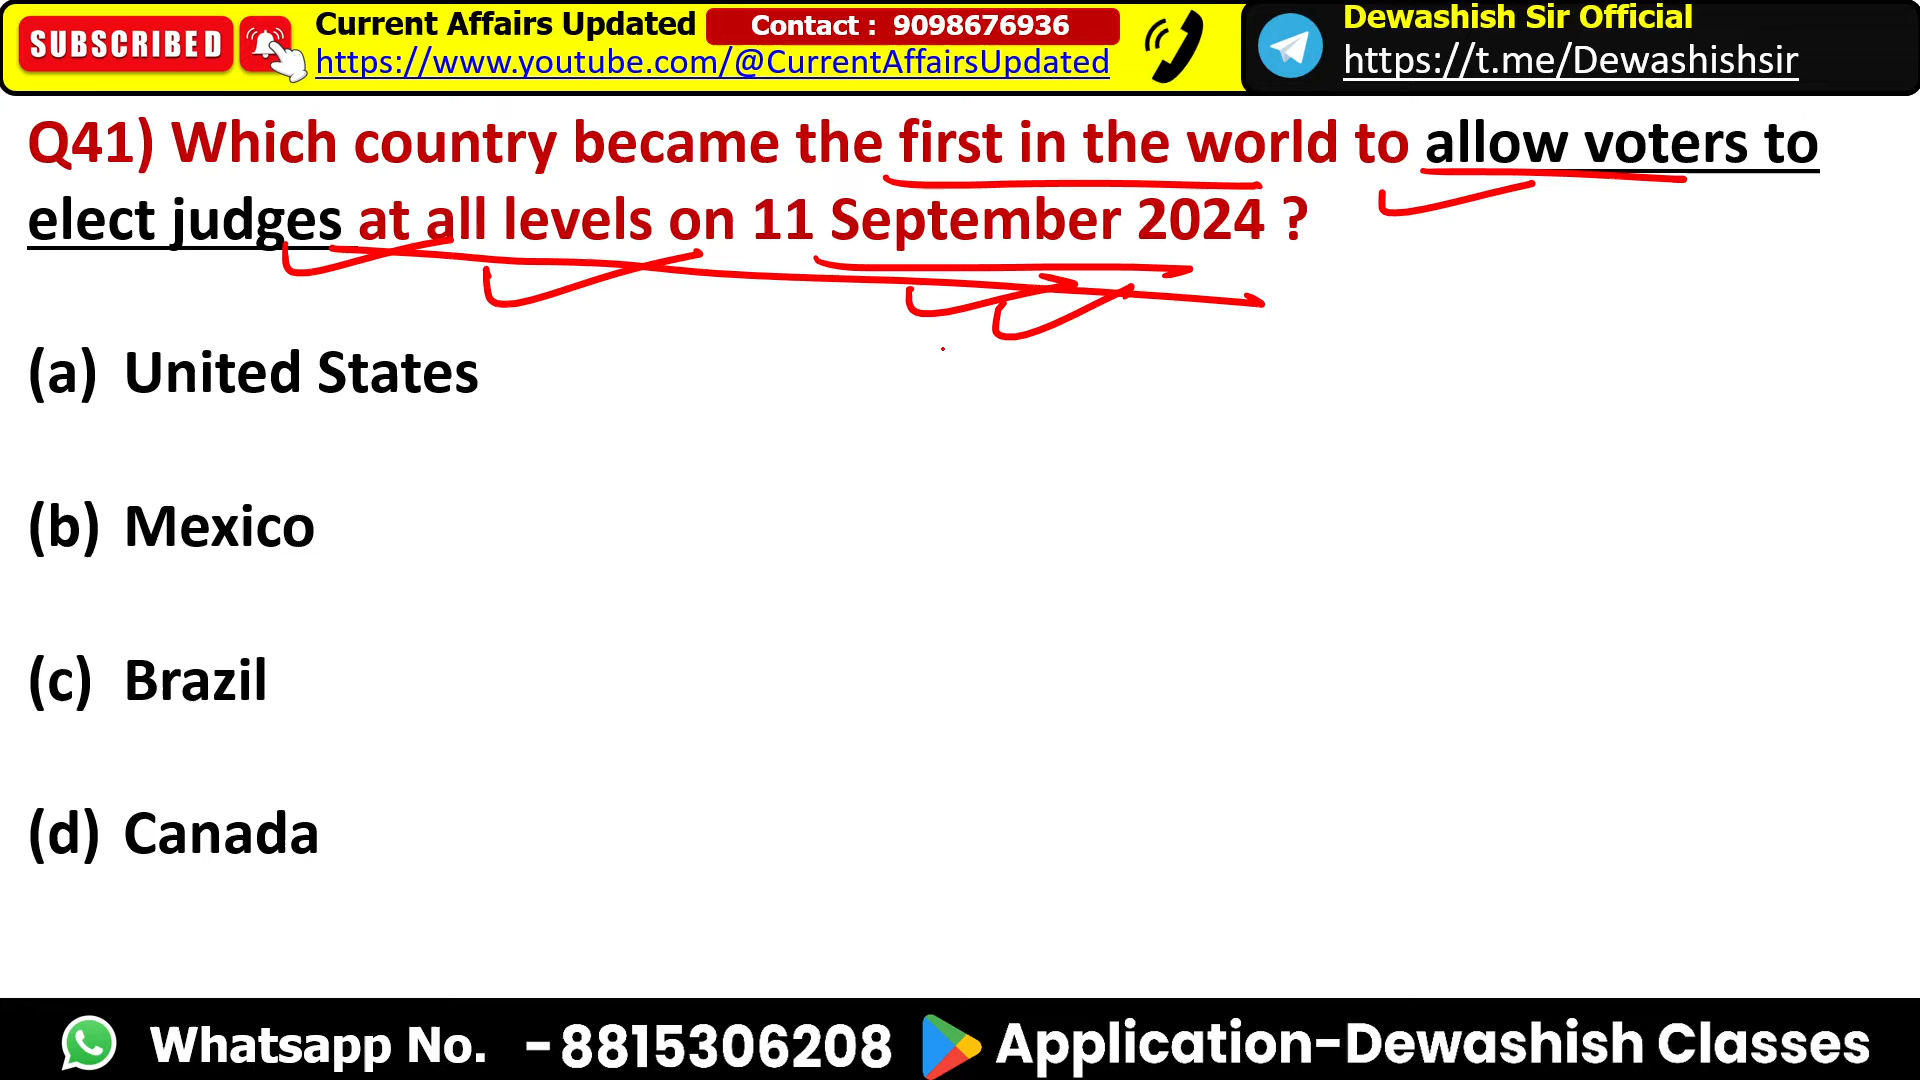 SUBSCRIBED
Current Affairs Updated
Contact : 9098676936
https://www.youtube.com/@CurrentAffairsUpdated
Dewashish Sir Official
https://t.me/Dewashishsir
Q41) Which country became the first in the world to allow voters to
elect judges at all levels on 11 September 2024 ?
(a) United States
(b) Mexico
(c) Brazil
(d) Canada
Whatsapp No. -8815306208
Application-Dewashish Classes